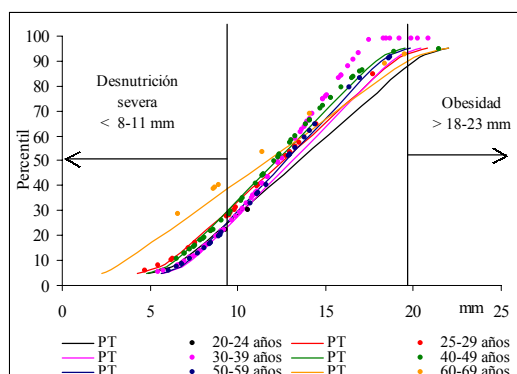 100
90
80
70
60
50
40
30
20
10
0
Percentil
Desnutrición
severa
< 8-11 mm
Obesidad
> 18-23 mm
0 5 10 15 20 mm 25
PT 20-24 años PT 25-29 años
PT 30-39 años PT 40-49 años
PT 50-59 años PT 60-69 años